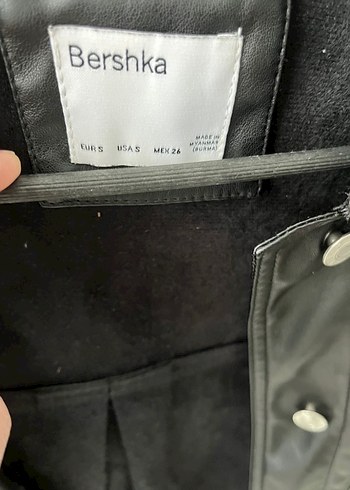 Bershka
EUR S USA S MEX 26
MADE IN
MYANMAR
(BURMA)